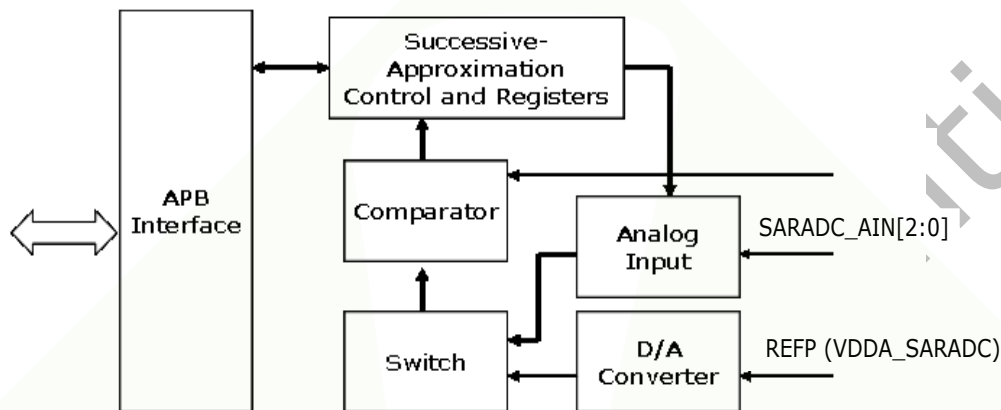 Successive-
Approximation
Control and Registers
APB
Interface
Comparator
Analog
Input
SARADC_AIN[2:0]
Switch
D/A
Converter
REFP (VDDA_SARADC)